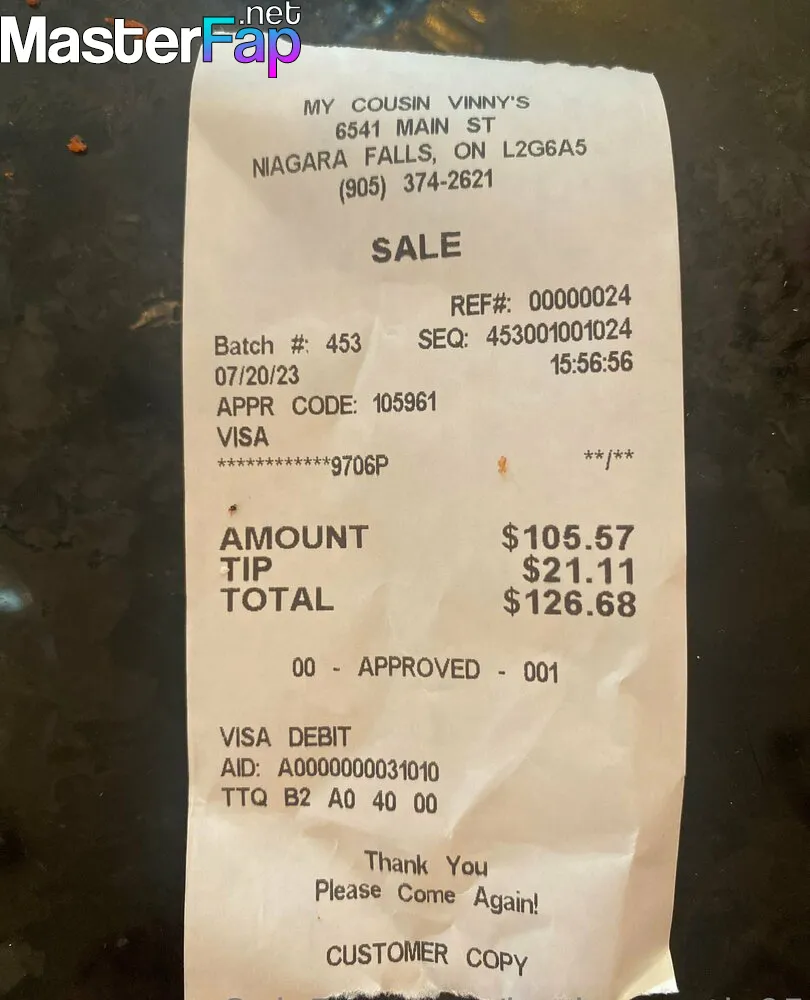 MasterFap.net
MY COUSIN VINNY'S
6541 MAIN ST
NIAGARA FALLS, ON L2G6A5
(905) 374-2621
SALE
REF#: 00000024
Batch #: 453 SEQ: 453001001024
07/20/23 15:56:56
APPR CODE: 105961
VISA
************9706P **/**
AMOUNT $105.57
TIP $21.11
TOTAL $126.68
00 - APPROVED - 001
VISA DEBIT
AID: A0000000031010
TTQ B2 A0 40 00
Thank You
Please Come Again!
CUSTOMER COPY